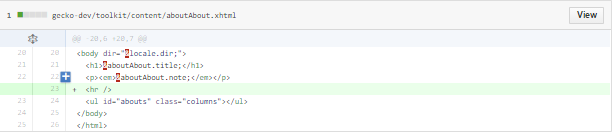 1 gecko-dev/toolkit/content/aboutAbout.xhtml View
@@ -20,6 +20,7 @@
20 20 <body dir="&locale.dir;">
21 21 <h1>&aboutAbout.title;</h1>
22 22 <p><em>&aboutAbout.note;</em></p>
23 + <hr />
23 24 <ul id="abouts" class="columns"></ul>
24 25 </body>
25 26 </html>